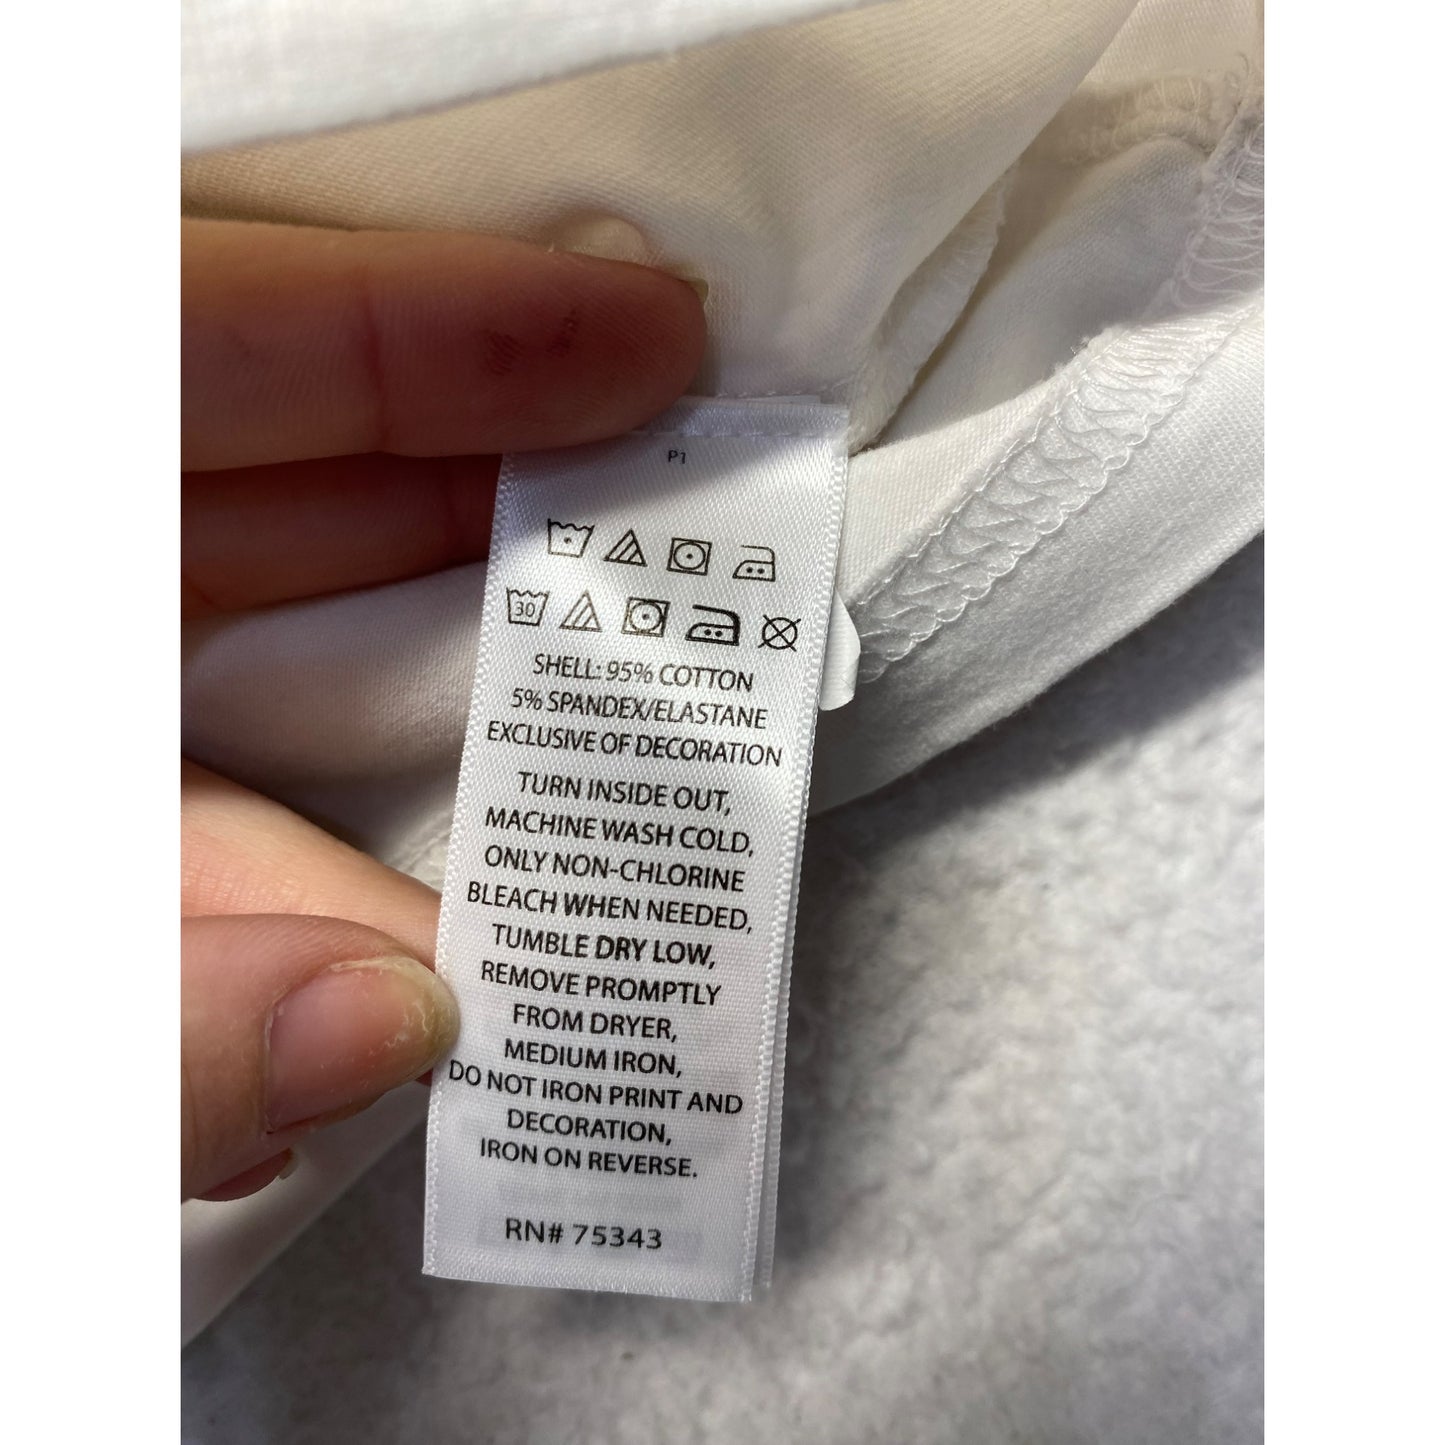 P1
30
SHELL: 95% COTTON
5% SPANDEX/ELASTANE
EXCLUSIVE OF DECORATION
TURN INSIDE OUT,
MACHINE WASH COLD,
ONLY NON-CHLORINE
BLEACH WHEN NEEDED,
TUMBLE DRY LOW,
REMOVE PROMPTLY
FROM DRYER,
MEDIUM IRON,
DO NOT IRON PRINT AND
DECORATION,
IRON ON REVERSE.
RN# 75343